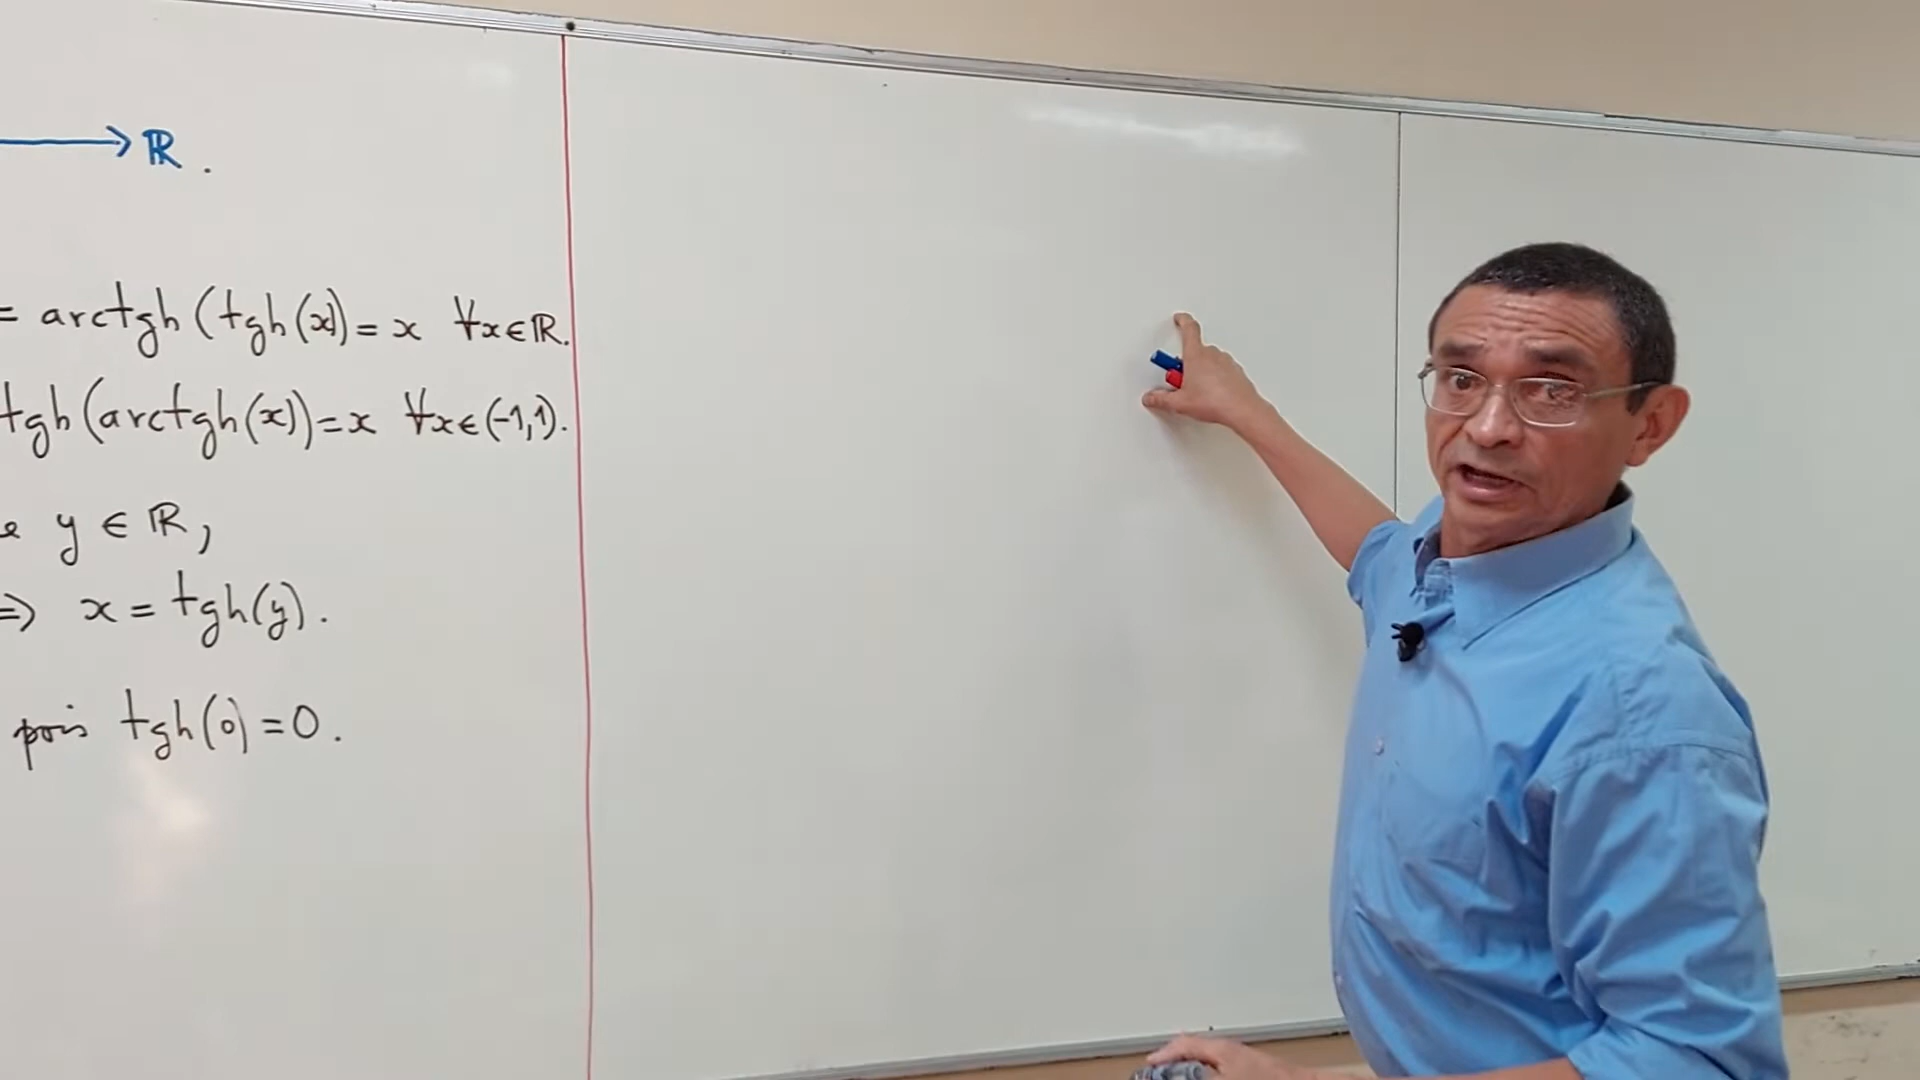 → ℝ.
= arctgh(tgh(x)) = x ∀x∈ℝ.
tgh(arctgh(x)) = x ∀x∈(-1,1).
e y ∈ ℝ,
⇒ x = tgh(y).
pois tgh(0) = 0.